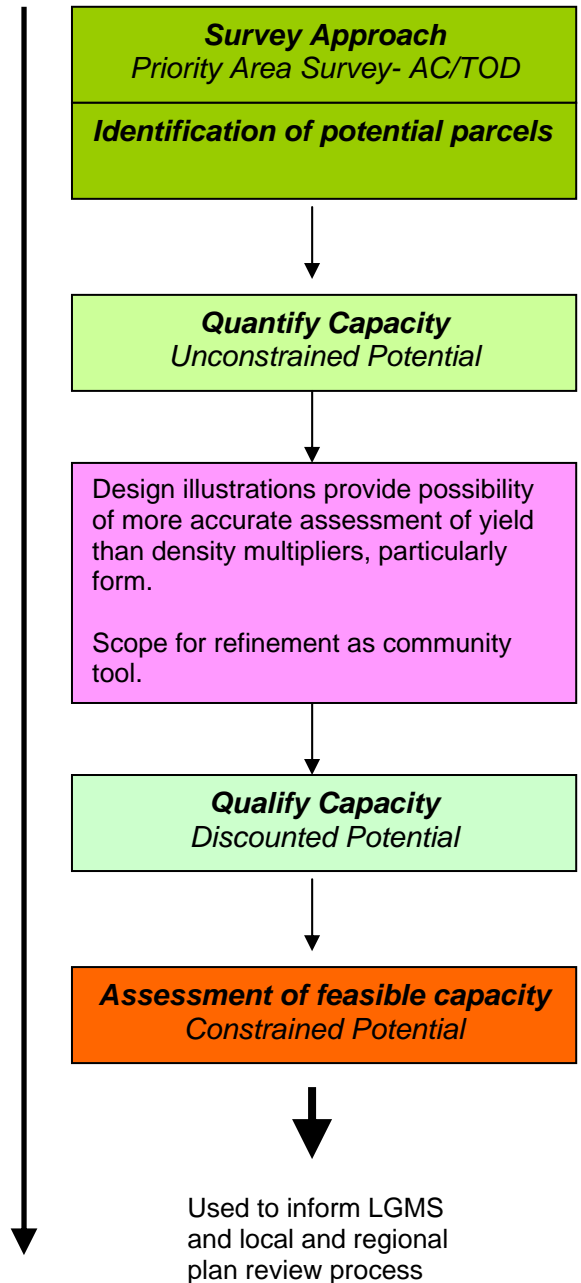 Survey Approach
Priority Area Survey- AC/TOD
Identification of potential parcels
Quantify Capacity
Unconstrained Potential
Design illustrations provide possibility
of more accurate assessment of yield
than density multipliers, particularly
form.
Scope for refinement as community
tool.
Qualify Capacity
Discounted Potential
Assessment of feasible capacity
Constrained Potential
Used to inform LGMS
and local and regional
plan review process